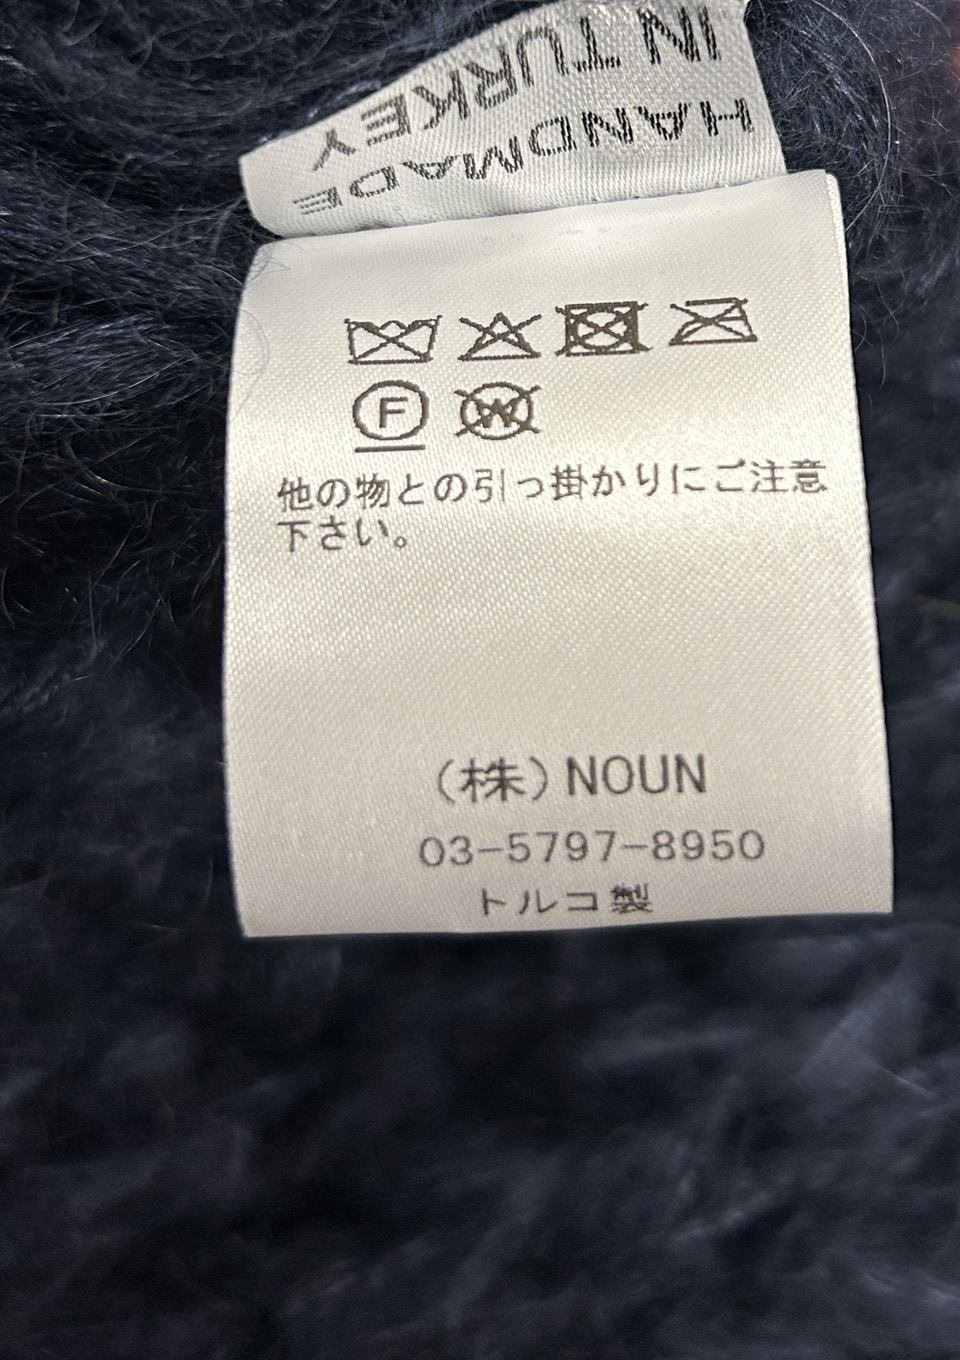 HANDMADE
IN TURKEY
F
W
他の物との引っ掛かりにご注意
下さい。
（株）NOUN
03-5797-8950
トルコ製